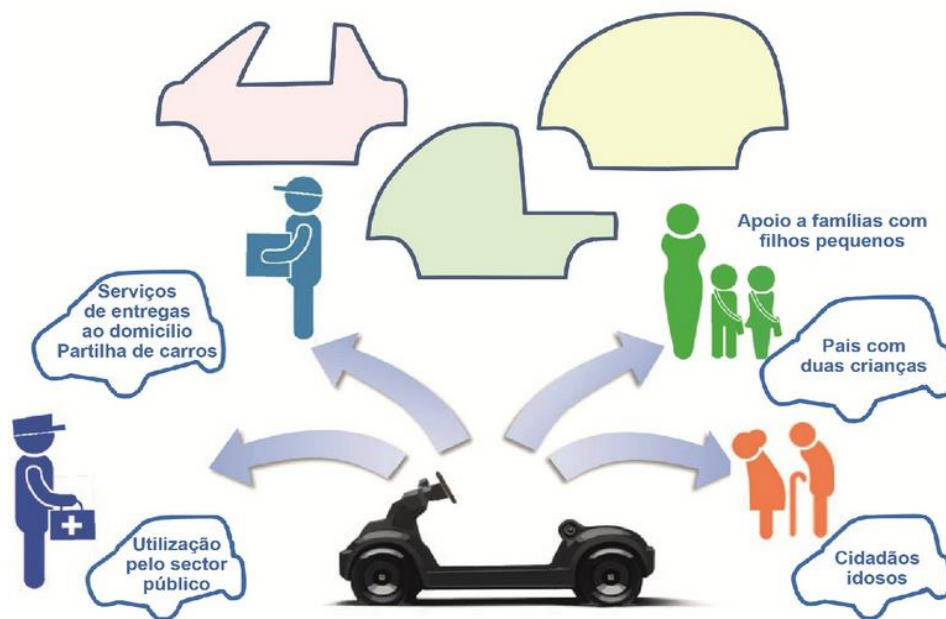 Apoio a famílias com
filhos pequenos
Serviços
de entregas
ao domicílio
Partilha de carros
Pais com
duas crianças
Utilização
pelo sector
público
Cidadãos
idosos